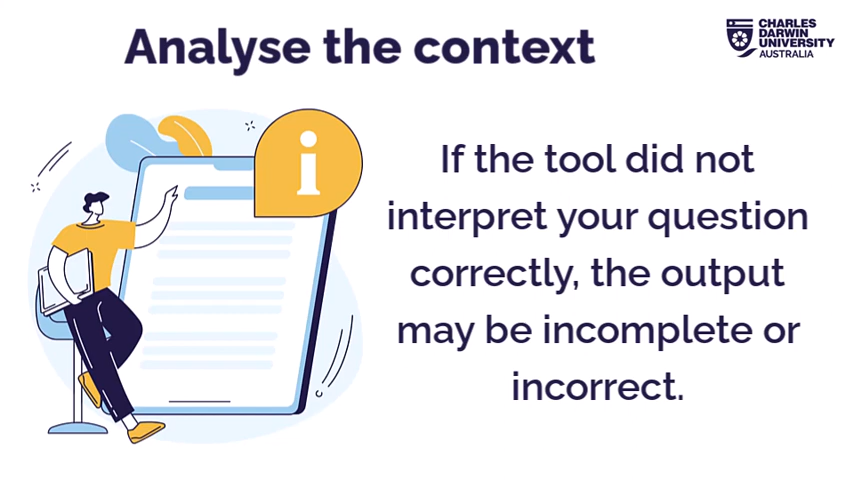 Analyse the context
CHARLES
DARWIN
UNIVERSITY
AUSTRALIA
i
If the tool did not
interpret your question
correctly, the output
may be incomplete or
incorrect.